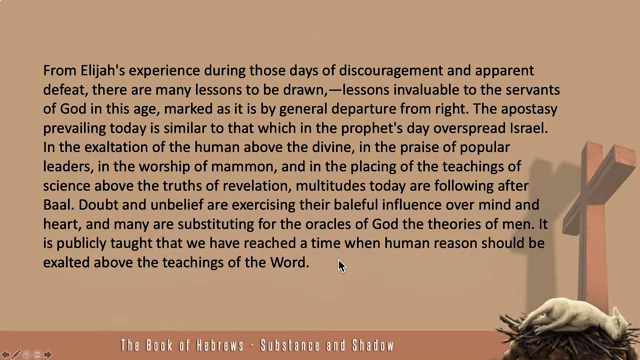 From Elijah's experience during those days of discouragement and apparent
defeat, there are many lessons to be drawn,—lessons invaluable to the servants
of God in this age, marked as it is by general departure from right. The apostasy
prevailing today is similar to that which in the prophet's day overspread Israel.
In the exaltation of the human above the divine, in the praise of popular
leaders, in the worship of mammon, and in the placing of the teachings of
science above the truths of revelation, multitudes today are following after
Baal. Doubt and unbelief are exercising their baleful influence over mind and
heart, and many are substituting for the oracles of God the theories of men. It
is publicly taught that we have reached a time when human reason should be
exalted above the teachings of the Word.
The Book of Hebrews - Substance and Shadow